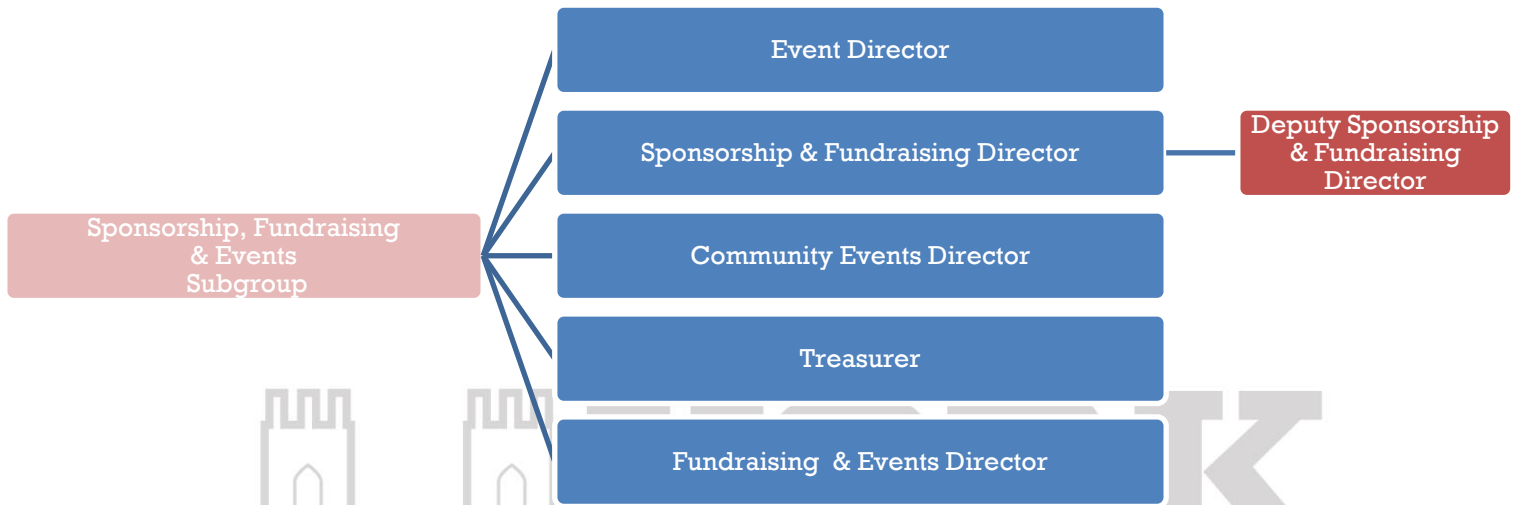 Event Director
Sponsorship & Fundraising Director
Deputy Sponsorship
& Fundraising
Director
Sponsorship, Fundraising
& Events
Subgroup
Community Events Director
Treasurer
Fundraising & Events Director